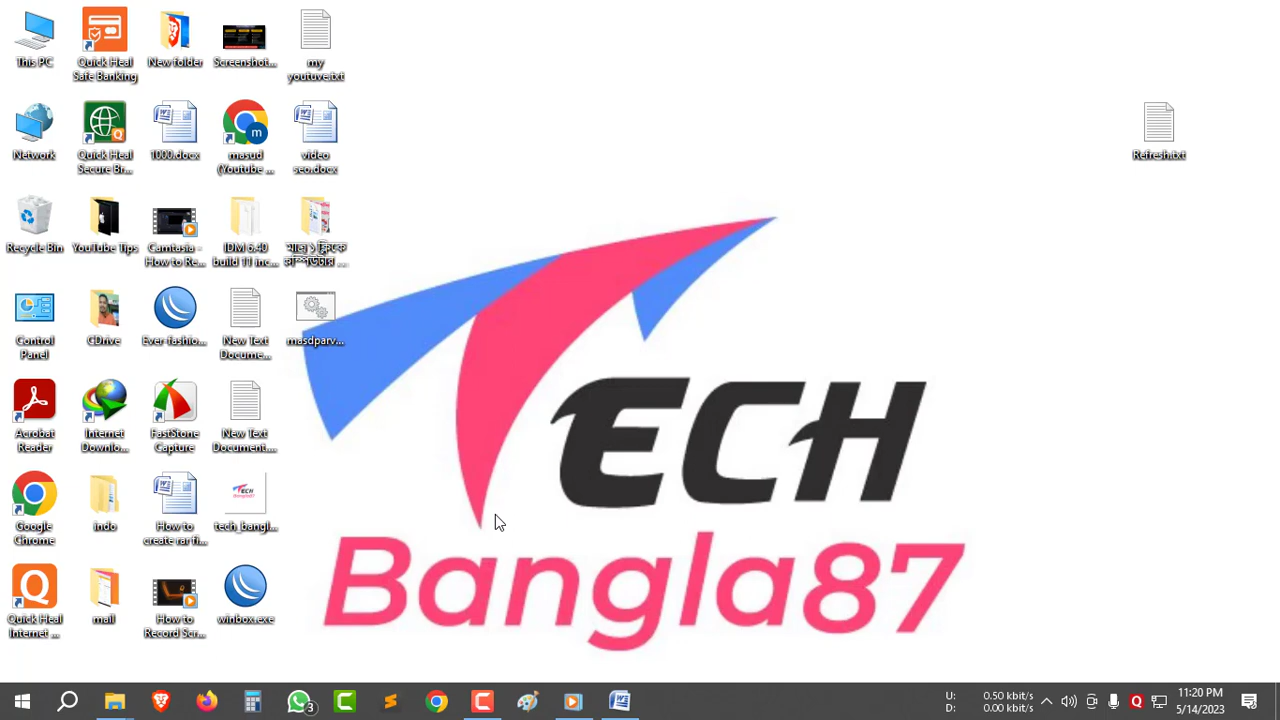 This PC
Quick Heal
Safe Banking
New folder
Screenshot...
my
youtuve.txt
Network
Quick Heal
Secure Br...
1000.docx
m
masud
(Youtube ...
video
seo.docx
Refresh.txt
Recycle Bin
YouTube Tips
Camtasia -
How to Re...
IDM 6.40
build 11 inc...
Control
Panel
CDrive
Ever-fashio...
New Text
Docume...
masdparv...
Acrobat
Reader
Internet
Downlo...
FastStone
Capture
New Text
Document....
Google
Chrome
indo
How to
create rar fi...
tech_bangl...
Quick Heal
Internet ...
mail
How to
Record Scr...
winbox.exe
TECH
Bangla87
3
U: 0.50 kbit/s
D: 0.00 kbit/s
11:20 PM
5/14/2023